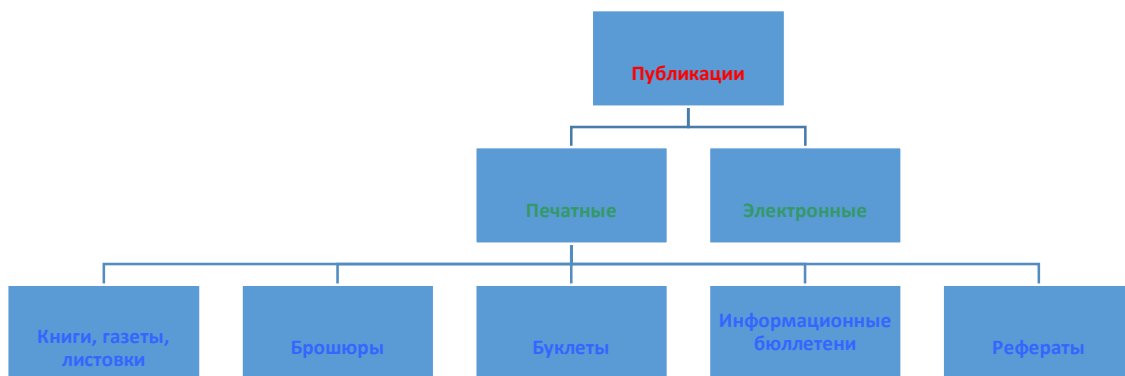 Публикации
Печатные
Электронные
Книги, газеты,
листовки
Брошюры
Буклеты
Информационные
бюллетени
Рефераты